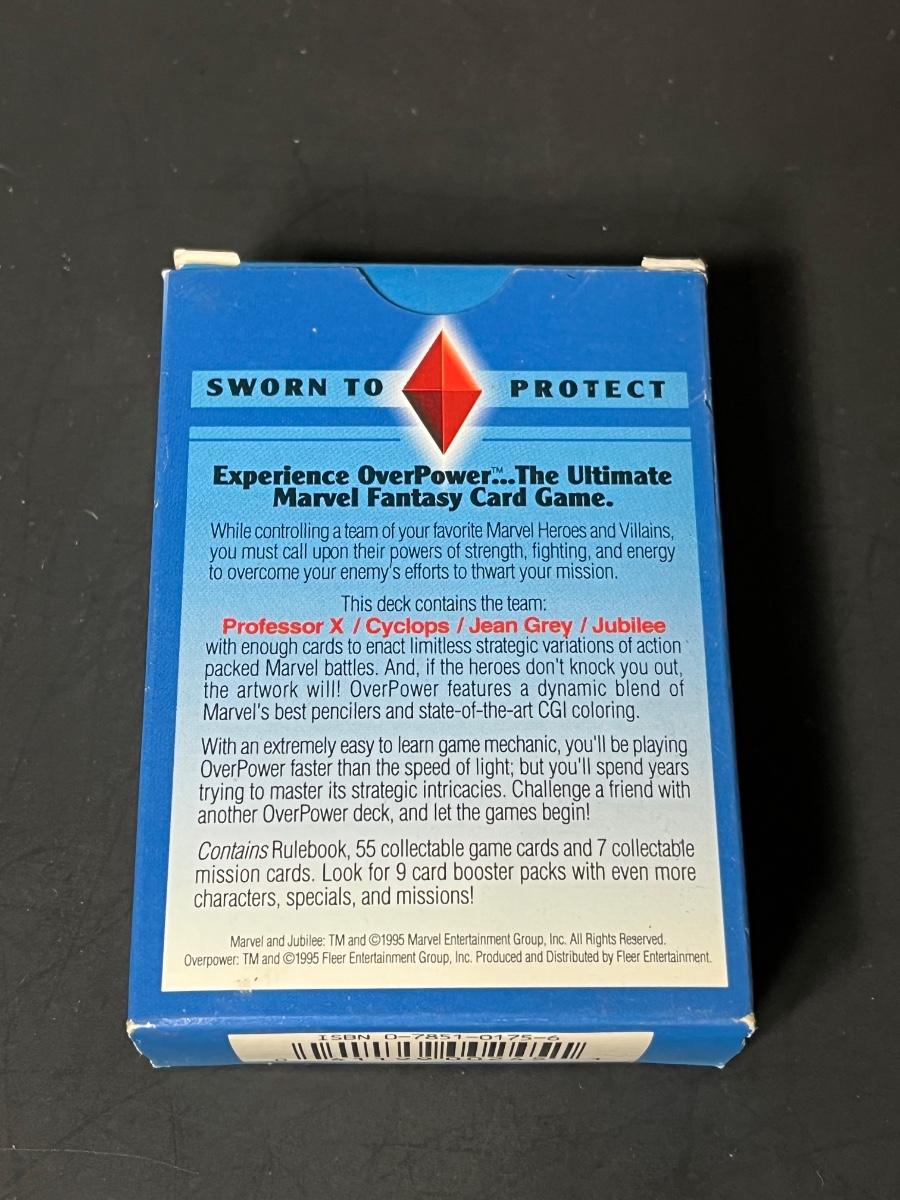 SWORN TO PROTECT
Experience OverPower™...The Ultimate
Marvel Fantasy Card Game.
While controlling a team of your favorite Marvel Heroes and Villains,
you must call upon their powers of strength, fighting, and energy
to overcome your enemy's efforts to thwart your mission.
This deck contains the team:
Professor X / Cyclops / Jean Grey / Jubilee
with enough cards to enact limitless strategic variations of action
packed Marvel battles. And, if the heroes don't knock you out,
the artwork will! OverPower features a dynamic blend of
Marvel's best pencilers and state-of-the-art CGI coloring.
With an extremely easy to learn game mechanic, you'll be playing
OverPower faster than the speed of light; but you'll spend years
trying to master its strategic intricacies. Challenge a friend with
another OverPower deck, and let the games begin!
Contains Rulebook, 55 collectable game cards and 7 collectable
mission cards. Look for 9 card booster packs with even more
characters, specials, and missions!
Marvel and Jubilee: TM and ©1995 Marvel Entertainment Group, Inc. All Rights Reserved.
Overpower: TM and ©1995 Fleer Entertainment Group, Inc. Produced and Distributed by Fleer Entertainment.
ISBN 0-7851-0175-6